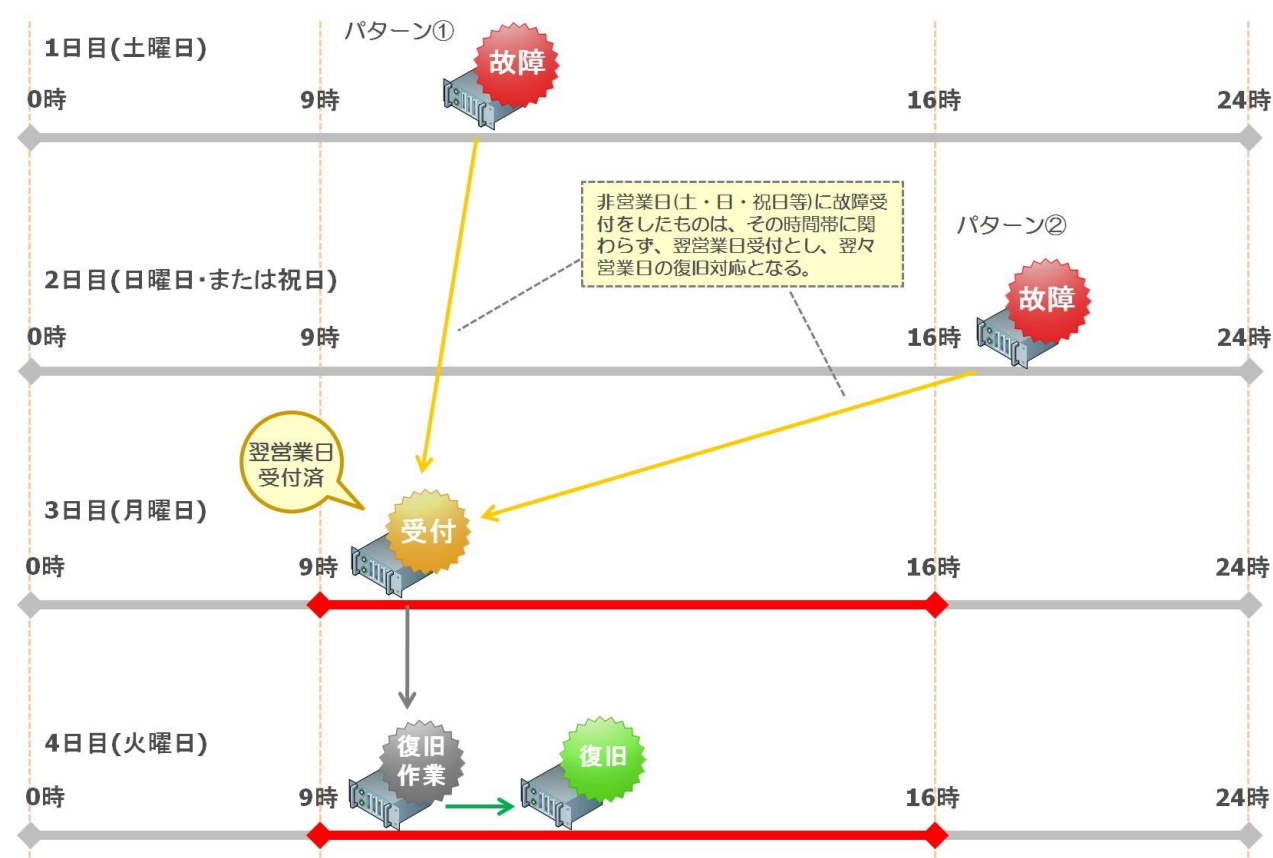 パターン①
故障
1日目(土曜日)
0時
9時
16時
24時
非営業日(土・日・祝日等)に故障受
付をしたものは、その時間帯に関
わらず、翌営業日受付とし、翌々
営業日の復旧対応となる。
パターン②
故障
2日目(日曜日・または祝日)
0時
9時
16時
24時
翌営業日
受付済
受付
3日目(月曜日)
0時
9時
16時
24時
復旧
作業
復旧
4日目(火曜日)
0時
9時
16時
24時